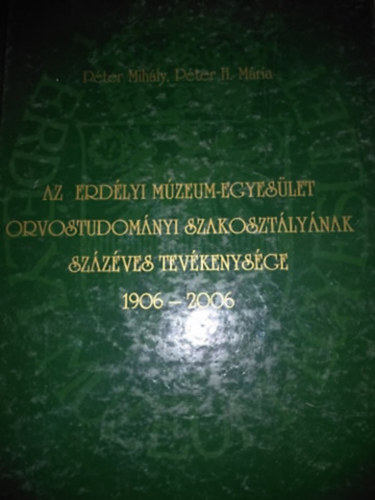 Péter Mihály, Péter H. Mária
AZ ERDÉLYI MÚZEUM-EGYESÜLET
ORVOSTUDOMÁNYI SZAKOSZTÁLYÁNAK
SZÁZÉVES TEVÉKENYSÉGE
1906 – 2006